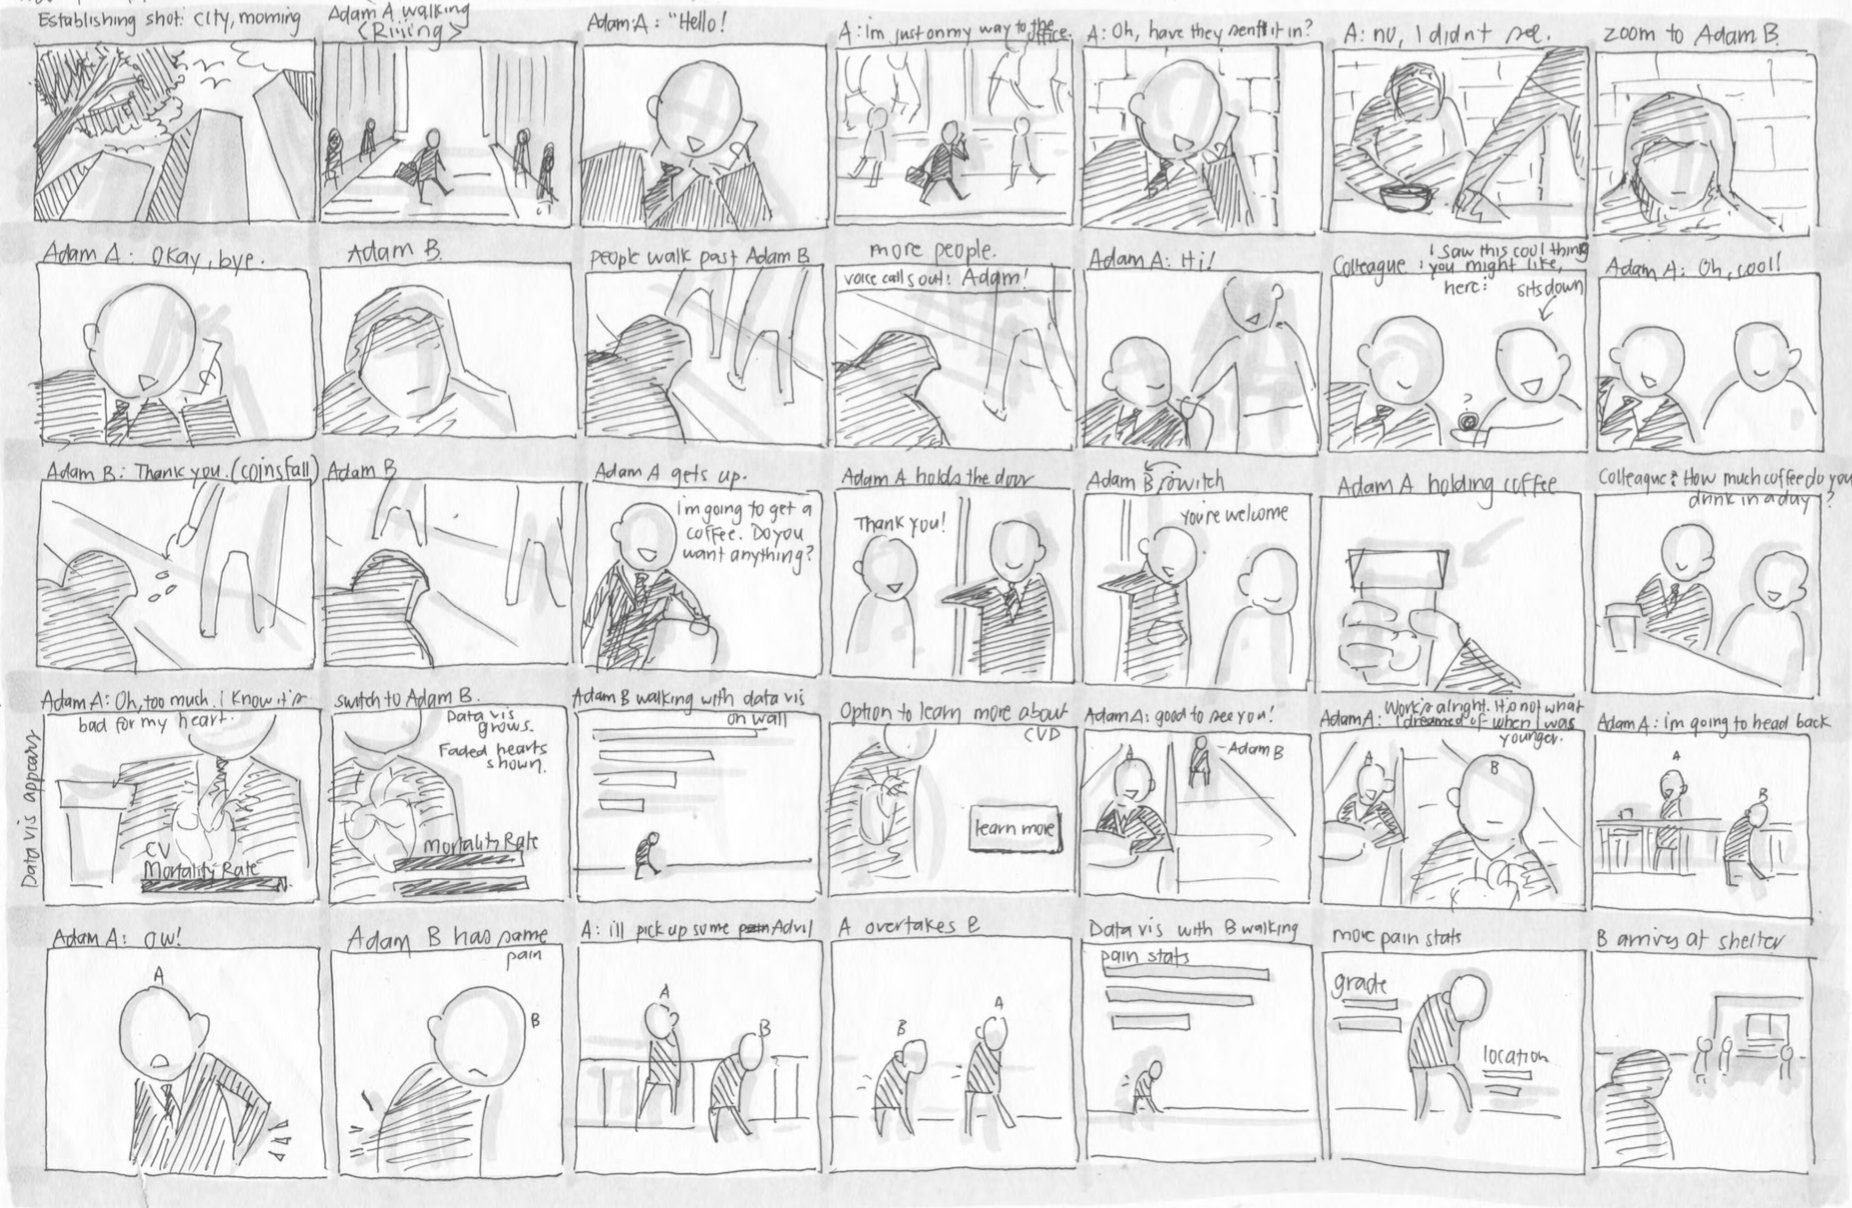 Establishing shot: city, morning
Adam A walking
<Rining>
Adam A: "Hello!
A: im just on my way to the
office.
A: Oh, have they sent it in?
A: no, I didn't see.
zoom to Adam B.
Adam A: Okay, bye.
Adam B
people walk past Adam B
more people.
voice calls out: Adam!
Adam A: Hi!
I saw this cool thing
Colleague: you might like,
here:
sits down
?
Adam A: Oh, cool!
Adam B: Thank you. (coins fall)
Adam B
Adam A gets up.
i'm going to get a
coffee. Do you
want anything?
Adam A holds the door
Thank you!
Adam B switch
you're welcome
Adam A holding coffee
Colleague: How much coffee do you
drink in a day?
Data vis appears
Adam A: Oh, too much. I know it's
bad for my heart.
CV
Mortality Rate
switch to Adam B.
Data vis
grows.
Faded hearts
shown.
Mortality Rate
Adam B walking with data vis
on wall
Option to learn more about
CVD
learn more
Adam A: good to see you!
A
Adam B
Work's alright. It's not what
Adam A: I dreamed of when I was
younger.
A
B
Adam A: i'm going to head back
A
B
Adam A: ow!
A
Adam B has same
pain
B
A: ill pick up some Advil
A
B
A overtakes B
B
A
Data vis with B walking
pain stats
more pain stats
grade
location
B arrives at shelter